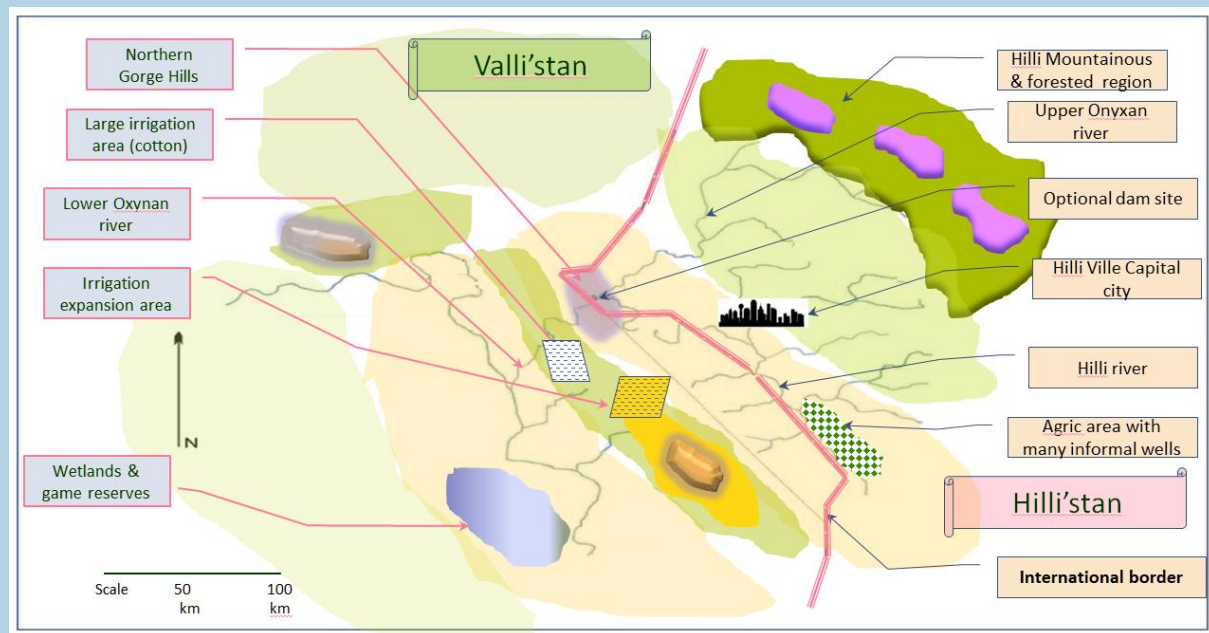 Northern
Gorge Hills
Large irrigation
area (cotton)
Lower Oxynan
river
Irrigation
expansion area
N
Wetlands &
game reserves
Scale 50 100
km km
Valli’stan
Hilli Mountainous
& forested region
Upper Onyxan
river
Optional dam site
Hilli Ville Capital
city
Hilli river
Agric area with
many informal wells
Hilli’stan
International border